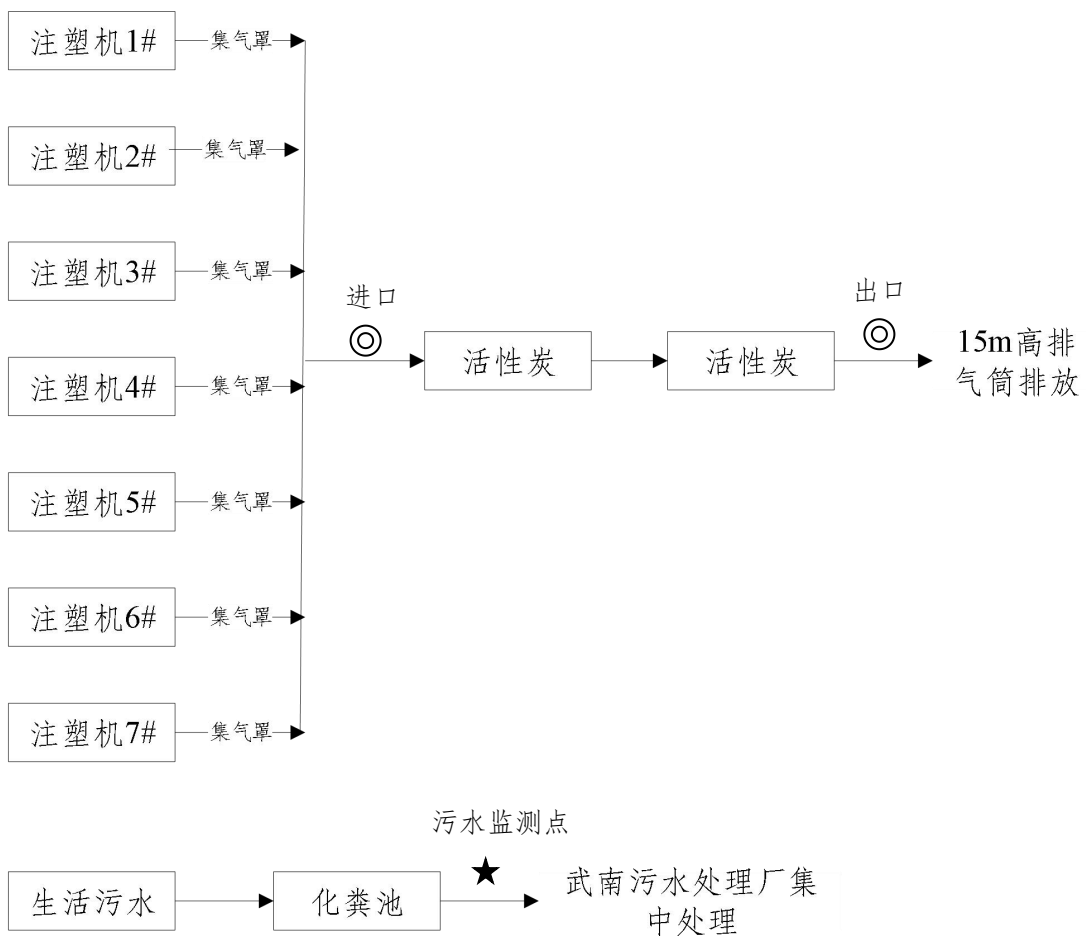 注塑机1#
集气罩
注塑机2#
集气罩
注塑机3#
集气罩
进口
出口
注塑机4#
集气罩
活性炭
活性炭
15m高排
气筒排放
注塑机5#
集气罩
注塑机6#
集气罩
注塑机7#
集气罩
污水监测点
生活污水
化粪池
武南污水处理厂集
中处理